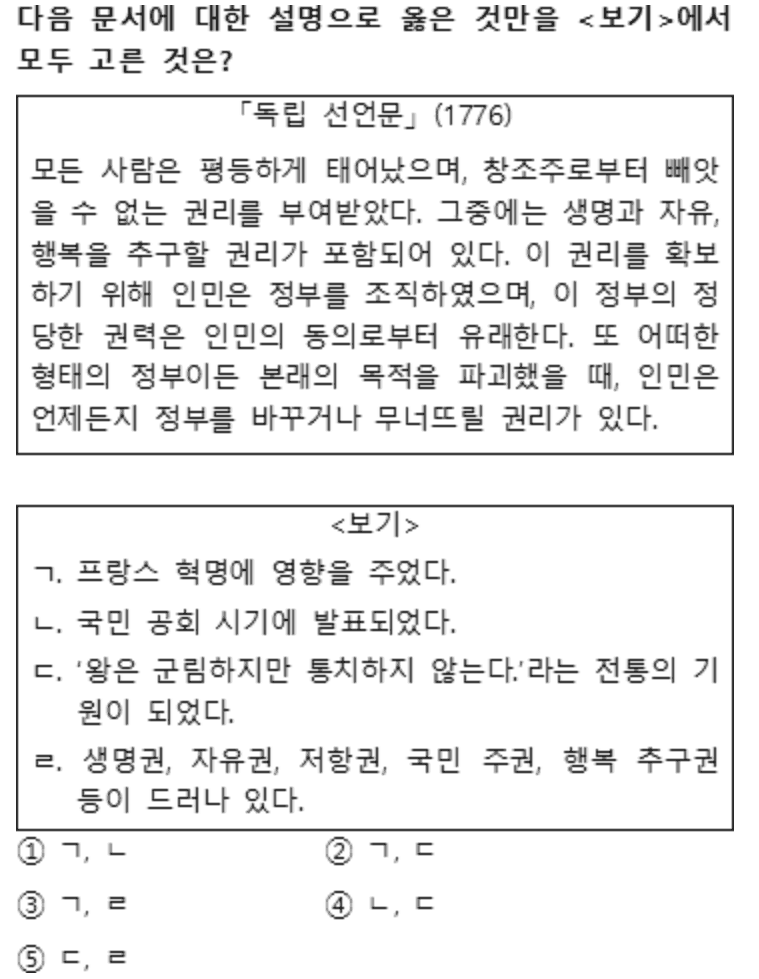 다음 문서에 대한 설명으로 옳은 것만을 <보기>에서
모두 고른 것은?
「독립 선언문」(1776)
모든 사람은 평등하게 태어났으며, 창조주로부터 빼앗
을 수 없는 권리를 부여받았다. 그중에는 생명과 자유,
행복을 추구할 권리가 포함되어 있다. 이 권리를 확보
하기 위해 인민은 정부를 조직하였으며, 이 정부의 정
당한 권력은 인민의 동의로부터 유래한다. 또 어떠한
형태의 정부이든 본래의 목적을 파괴했을 때, 인민은
언제든지 정부를 바꾸거나 무너뜨릴 권리가 있다.
<보기>
ㄱ. 프랑스 혁명에 영향을 주었다.
ㄴ. 국민 공회 시기에 발표되었다.
ㄷ. '왕은 군림하지만 통치하지 않는다.'라는 전통의 기
원이 되었다.
ㄹ. 생명권, 자유권, 저항권, 국민 주권, 행복 추구권
등이 드러나 있다.
① ㄱ, ㄴ ② ㄱ, ㄷ
③ ㄱ, ㄹ ④ ㄴ, ㄷ
⑤ ㄷ, ㄹ